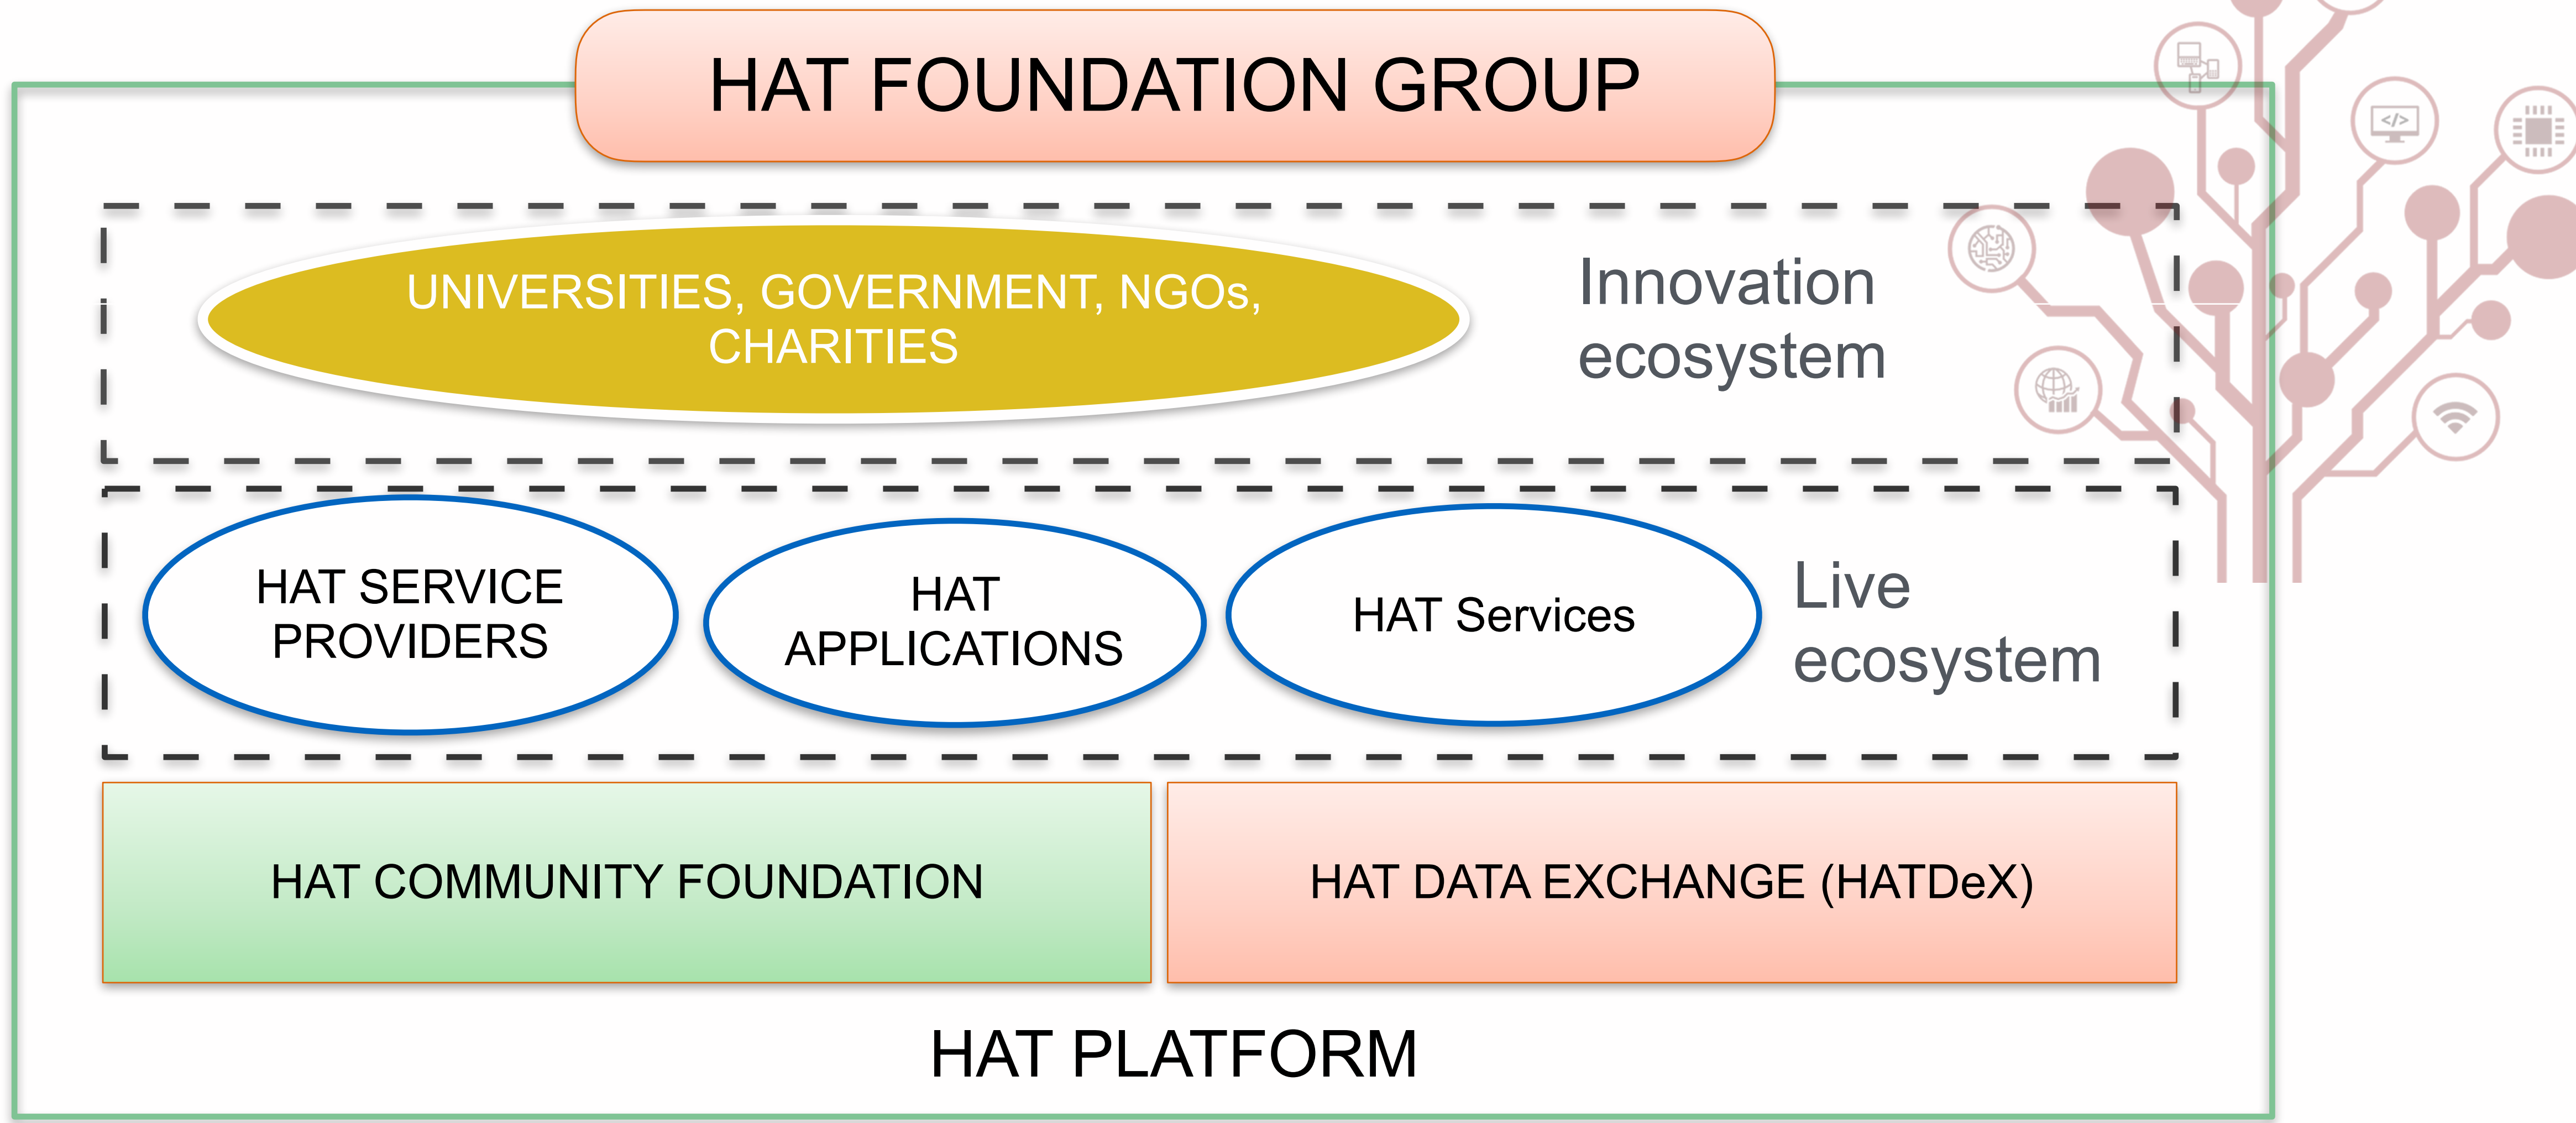 HAT FOUNDATION GROUP
UNIVERSITIES, GOVERNMENT, NGOs,
CHARITIES
Innovation
ecosystem
</>
HAT SERVICE
PROVIDERS
HAT
APPLICATIONS
HAT Services
Live
ecosystem
HAT COMMUNITY FOUNDATION
HAT DATA EXCHANGE (HATDeX)
HAT PLATFORM